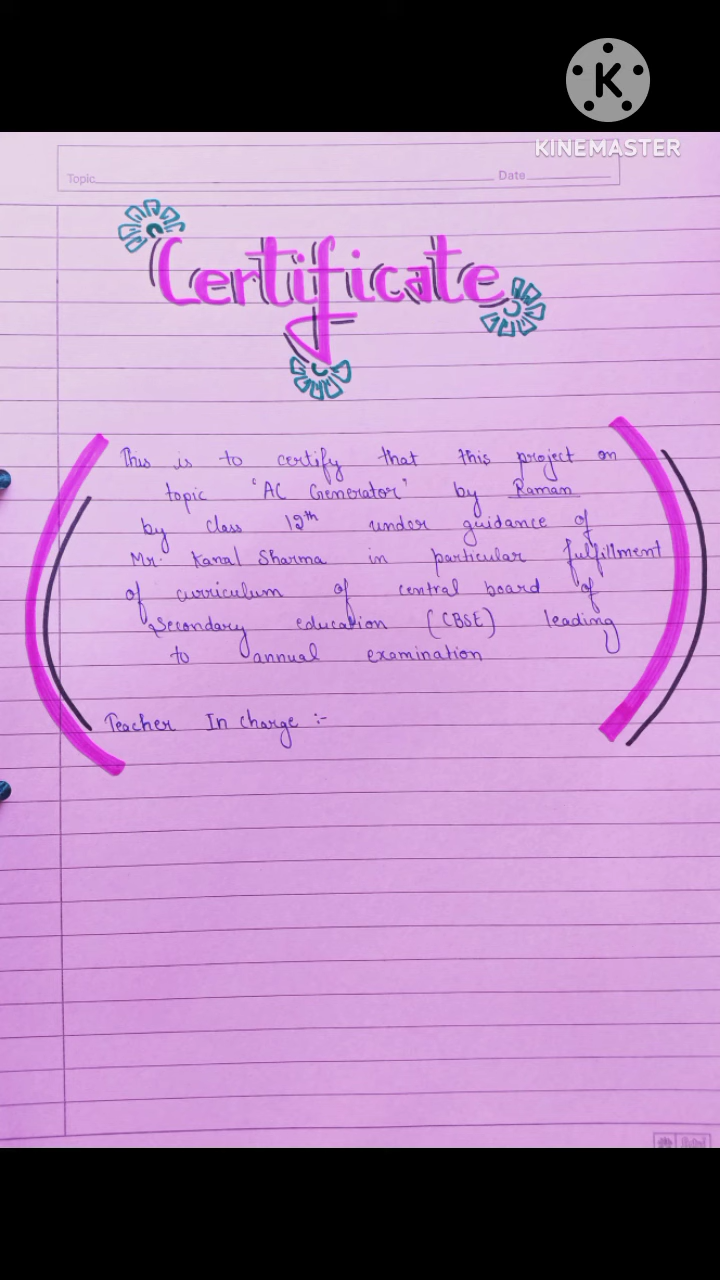 KINEMASTER
Topic
Date
Certificate
This is to certify that this project on
topic 'AC Generator' by Raman
by class 12th under guidance of
Mr. Kanal Sharma in particular fulfillment
of curriculum of central board of
secondary education (CBSE) leading
to annual examination
Teacher In charge :-